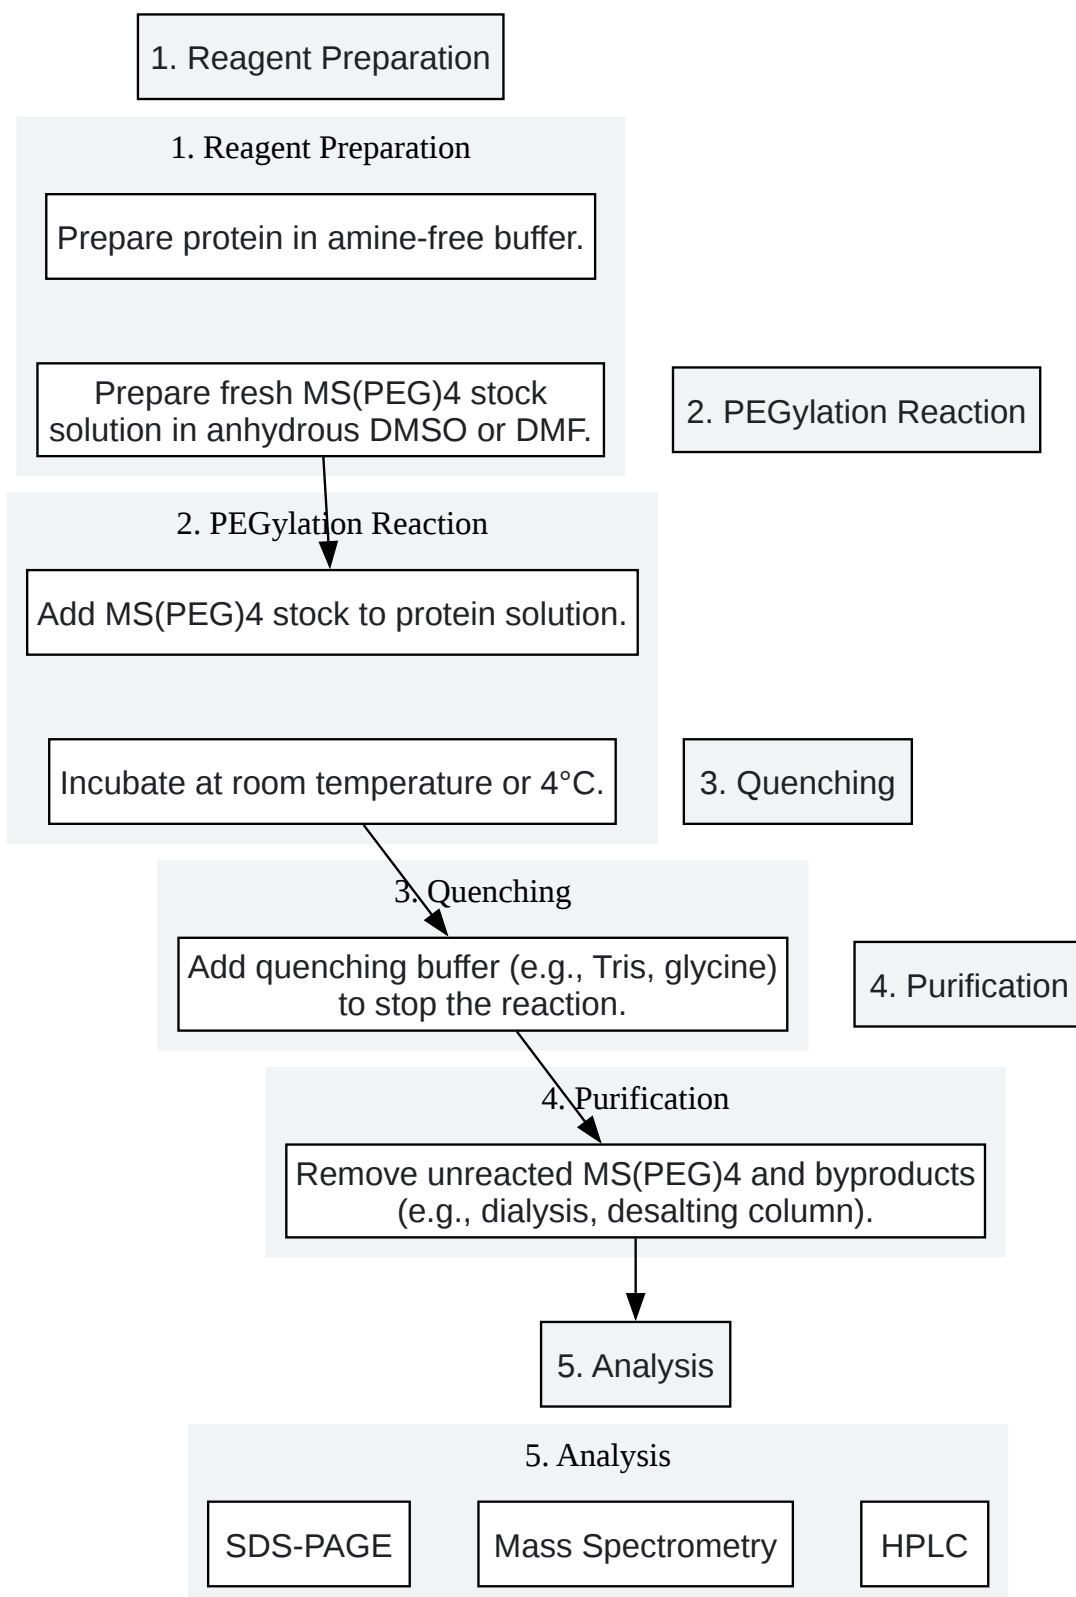 1. Reagent Preparation
1. Reagent Preparation
Prepare protein in amine-free buffer.
Prepare fresh MS(PEG)4 stock
solution in anhydrous DMSO or DMF.
2. PEGylation Reaction
2. PEGylation Reaction
Add MS(PEG)4 stock to protein solution.
Incubate at room temperature or 4°C.
3. Quenching
3. Quenching
Add quenching buffer (e.g., Tris, glycine)
to stop the reaction.
4. Purification
4. Purification
Remove unreacted MS(PEG)4 and byproducts
(e.g., dialysis, desalting column).
5. Analysis
5. Analysis
SDS-PAGE
Mass Spectrometry
HPLC